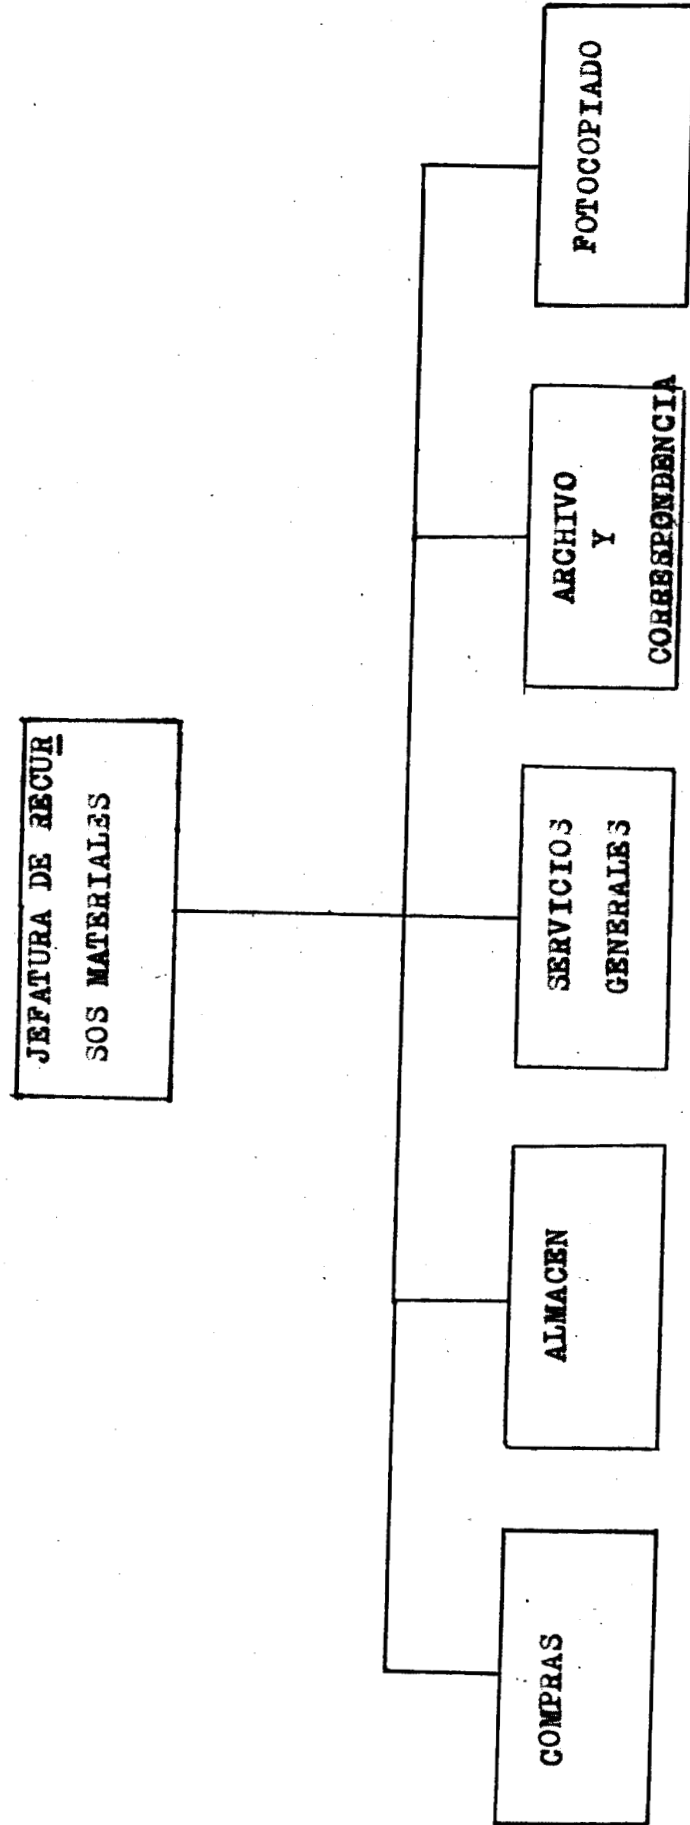 JEFATURA DE RECUR
SOS MATERIALES
COMPRAS
ALMACEN
SERVICIOS
GENERALES
ARCHIVO
Y
CORRESPONDENCIA
FOTOCOPIADO